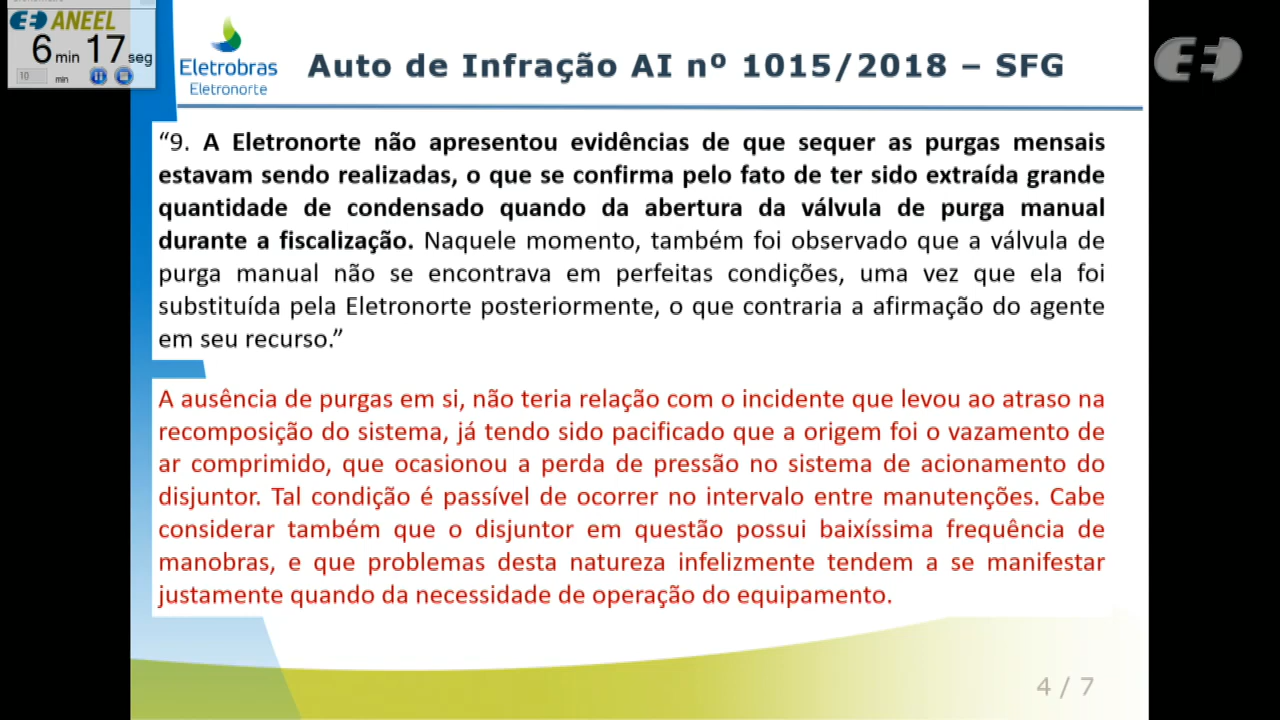 ANEEL
6 min 17 seg
10 min
Eletrobras
Eletronorte
Auto de Infração AI nº 1015/2018 – SFG
“9. A Eletronorte não apresentou evidências de que sequer as purgas mensais
estavam sendo realizadas, o que se confirma pelo fato de ter sido extraída grande
quantidade de condensado quando da abertura da válvula de purga manual
durante a fiscalização. Naquele momento, também foi observado que a válvula de
purga manual não se encontrava em perfeitas condições, uma vez que ela foi
substituída pela Eletronorte posteriormente, o que contraria a afirmação do agente
em seu recurso.”
A ausência de purgas em si, não teria relação com o incidente que levou ao atraso na
recomposição do sistema, já tendo sido pacificado que a origem foi o vazamento de
ar comprimido, que ocasionou a perda de pressão no sistema de acionamento do
disjuntor. Tal condição é passível de ocorrer no intervalo entre manutenções. Cabe
considerar também que o disjuntor em questão possui baixíssima frequência de
manobras, e que problemas desta natureza infelizmente tendem a se manifestar
justamente quando da necessidade de operação do equipamento.
4 / 7